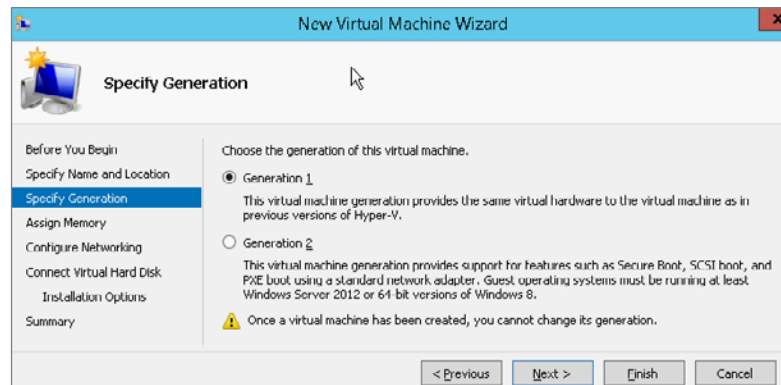 New Virtual Machine Wizard
x
Specify Generation
Before You Begin
Specify Name and Location
Specify Generation
Assign Memory
Configure Networking
Connect Virtual Hard Disk
Installation Options
Summary
Choose the generation of this virtual machine.
Generation 1
This virtual machine generation provides the same virtual hardware to the virtual machine as in
previous versions of Hyper-V.
Generation 2
This virtual machine generation provides support for features such as Secure Boot, SCSI boot, and
PXE boot using a standard network adapter. Guest operating systems must be running at least
Windows Server 2012 or 64-bit versions of Windows 8.
Once a virtual machine has been created, you cannot change its generation.
< Previous
Next >
Finish
Cancel